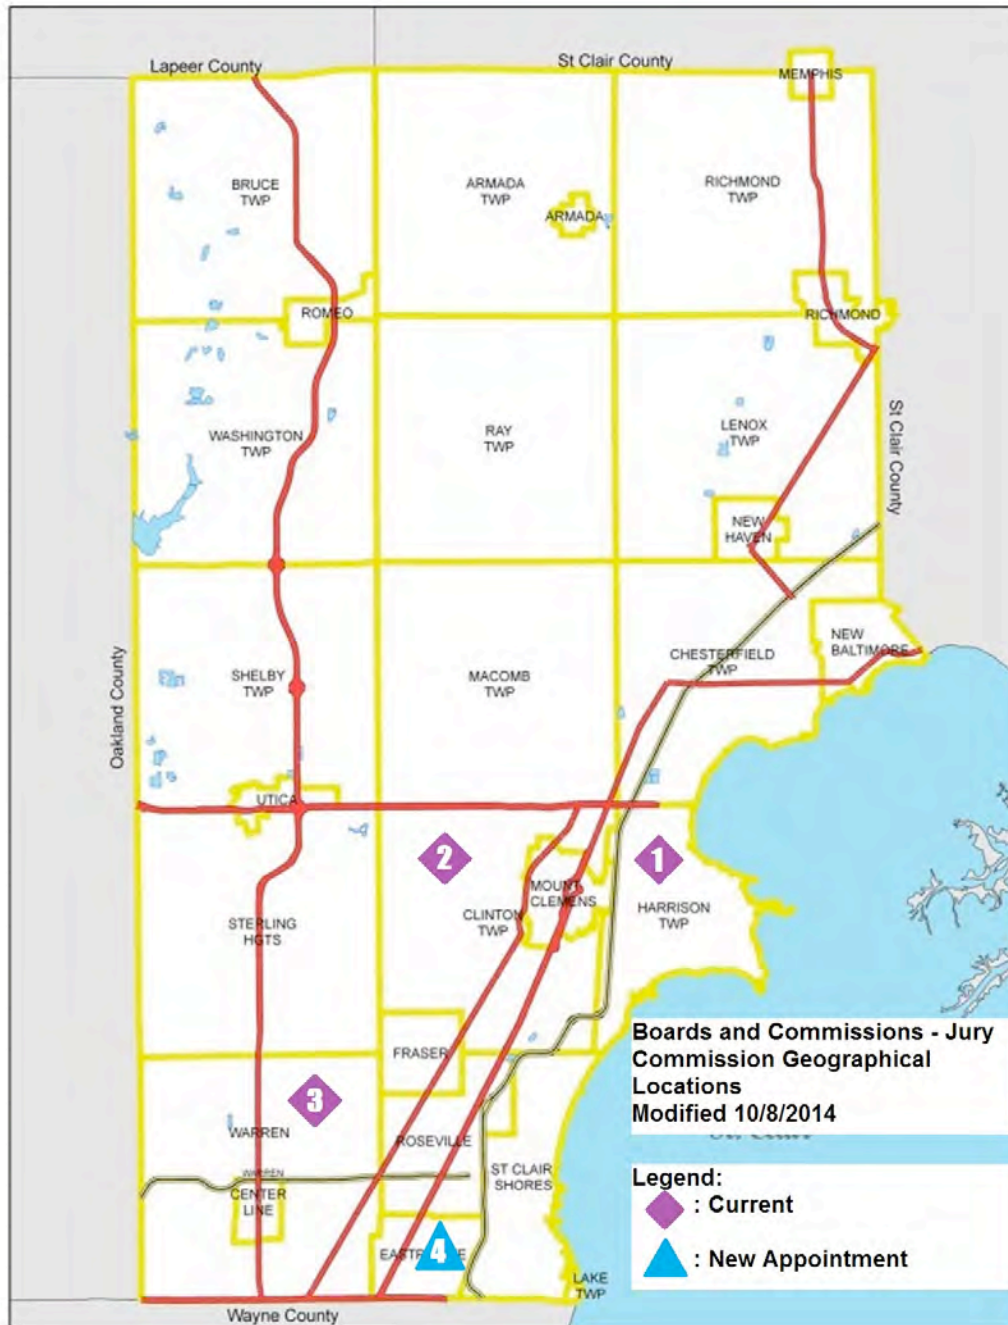 Lapeer County
St Clair County
MEMPHIS
BRUCE
TWP
ARMADA
TWP
ARMADA
RICHMOND
TWP
ROMEO
RICHMOND
WASHINGTON
TWP
RAY
TWP
LENOX
TWP
St Clair County
NEW
HAVEN
Oakland County
SHELBY
TWP
MACOMB
TWP
CHESTERFIELD
TWP
NEW
BALTIMORE
UTICA
2
1
MOUNT
CLEMENS
CLINTON
TWP
HARRISON
TWP
STERLING
HGTS
Boards and Commissions - Jury
Commission Geographical
Locations
Modified 10/8/2014
FRASER
3
WARREN
ROSEVILLE
WARREN
CENTER
LINE
ST CLAIR
SHORES
Legend:
: Current
4
: New Appointment
LAKE
TWP
Wayne County